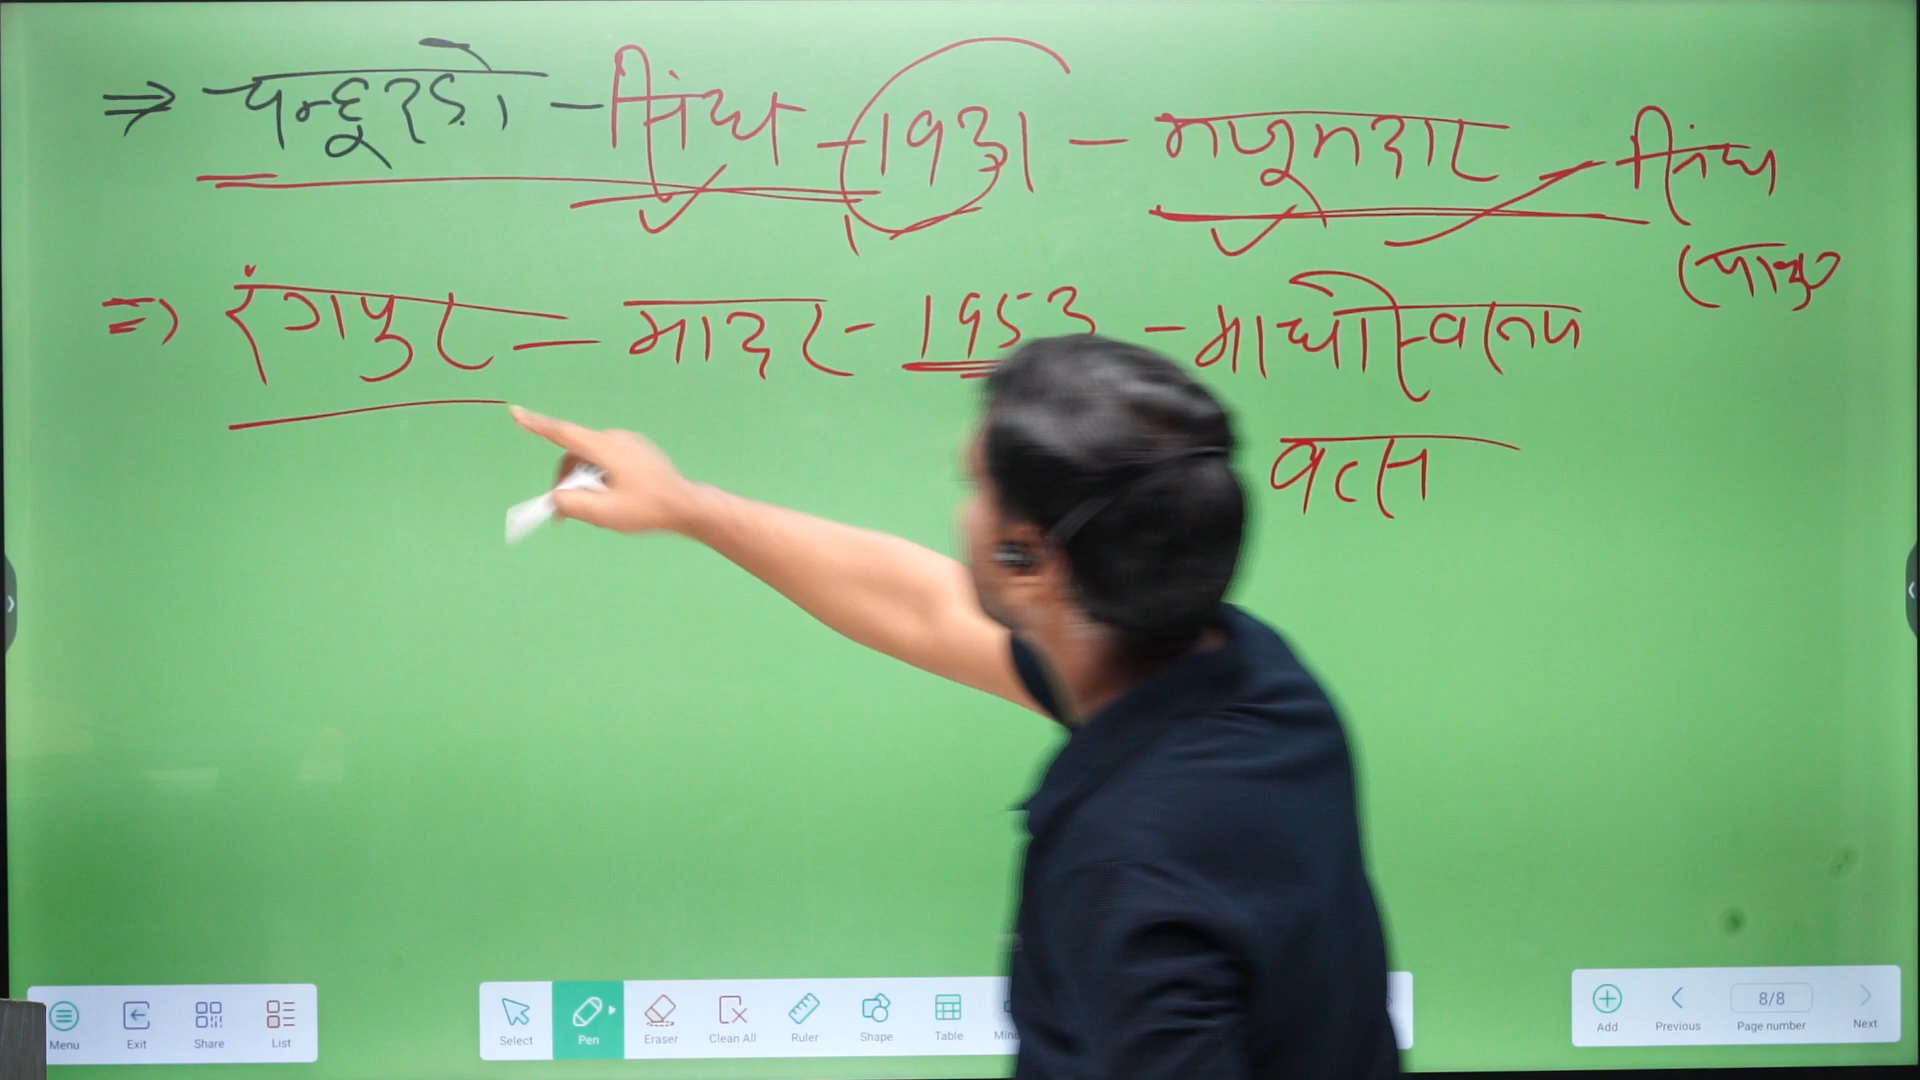 ⇒ चन्हूदड़ो - सिंध - 1931 - मजूमदार - सिंध
(पाक
⇒ रंगपुर - मादर - 1953 - माधोस्वरूप
वत्स
Menu Exit Share List
Select Pen Eraser Clean All Ruler Shape Table
Add Previous 8/8 Page number Next